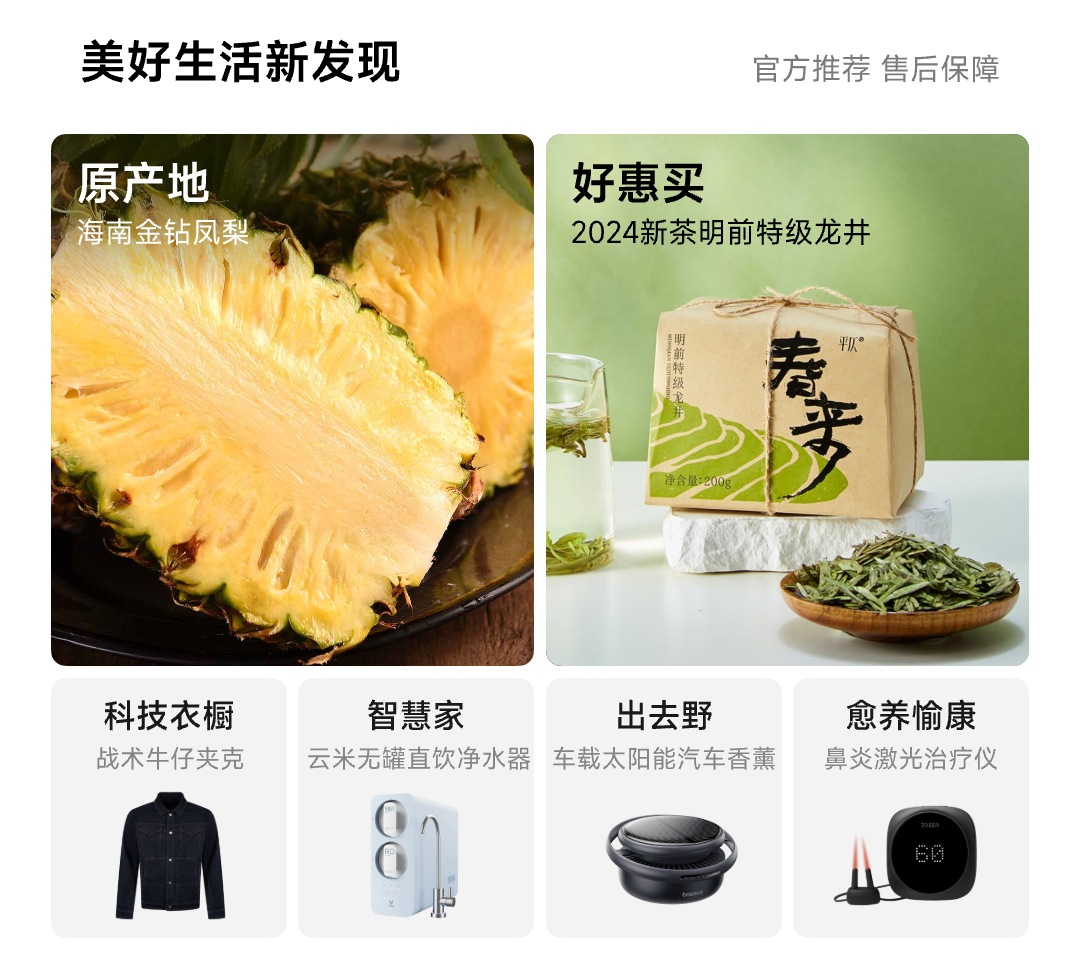 美好生活新发现
官方推荐 售后保障
原产地
海南金钻凤梨
好惠买
2024新茶明前特级龙井
明前特级龙井
春来
净含量:200g
科技衣橱
战术牛仔夹克
智慧家
云米无罐直饮净水器
RO
出去野
车载太阳能汽车香薰
baseus
愈养愉康
鼻炎激光治疗仪
60